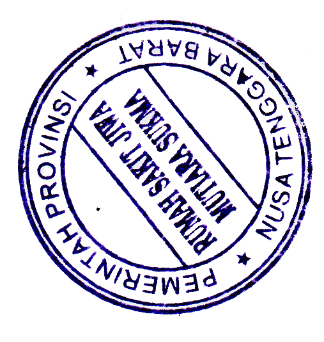 PEMERINTAH PROVINSI
★ NUSA TENGGARA BARAT ★
RUMAH SAKIT JIWA
MUTIARA SUKMA